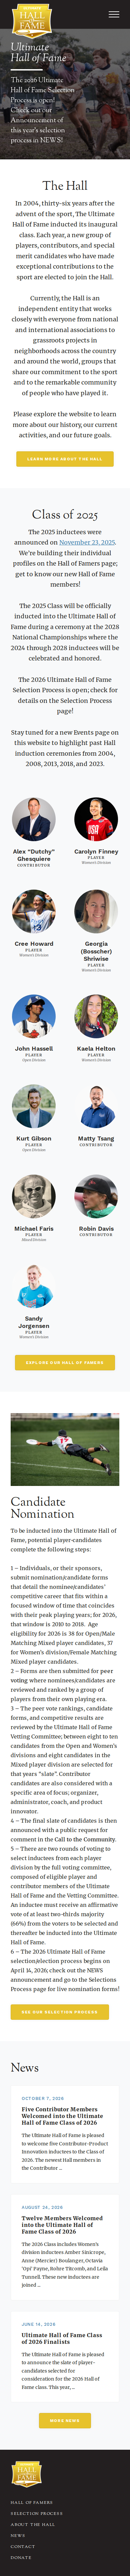 ULTIMATE
HALL
OF
FAME
Ultimate
Hall of Fame
The 2026 Ultimate
Hall of Fame Selection
Process is open!
Check out our
Announcement of
this year's selection
process in NEWS!
The Hall
In 2004, thirty-six years after the
advent of the sport, The Ultimate
Hall of Fame inducted its inaugural
class. Each year, a new group of
players, contributors, and special
merit candidates who have made
exceptional contributions to the
sport are elected to join the Hall.
Currently, the Hall is an
independent entity that works
closely with everyone from national
and international associations to
grassroots projects in
neighborhoods across the country
and around the world, groups that
share our commitment to the sport
and to the remarkable community
of people who have played it.
Please explore the website to learn
more about our history, our current
activities, and our future goals.
LEARN MORE ABOUT THE HALL
Class of 2025
The 2025 inductees were
announced on November 23, 2025.
We're building their individual
profiles on the Hall of Famers page;
get to know our new Hall of Fame
members!
The 2025 Class will be officially
inducted into the Ultimate Hall of
Fame during a ceremony at the 2028
National Championships where the
2024 through 2028 inductees will be
celebrated and honored.
The 2026 Ultimate Hall of Fame
Selection Process is open; check for
details on the Selection Process
page!
Stay tuned for a new Events page on
this website to highlight past Hall
induction ceremonies from 2004,
2008, 2013, 2018, and 2023.
Alex "Dutchy"
Ghesquiere
CONTRIBUTOR
Carolyn Finney
PLAYER
Women's Division
Cree Howard
PLAYER
Women's Division
Georgia
(Bosscher)
Shriwise
PLAYER
Women's Division
John Hassell
PLAYER
Open Division
Kaela Helton
PLAYER
Women's Division
Kurt Gibson
PLAYER
Open Division
Matty Tsang
CONTRIBUTOR
Michael Faris
PLAYER
Mixed Division
Robin Davis
CONTRIBUTOR
Sandy
Jorgensen
PLAYER
Women's Division
EXPLORE OUR HALL OF FAMERS
Candidate
Nomination
To be inducted into the Ultimate Hall of
Fame, potential player-candidates
complete the following steps:
1 – Individuals, or their sponsors,
submit nomination/candidate forms
that detail the nominee/candidates'
competitive career that fits within a
focused window of time that coincides
with their peak playing years; for 2026,
that window is 2010 to 2018. Age
eligibility for 2026 is 38 for Open/Male
Matching Mixed player candidates, 37
for Women's division/Female Matching
Mixed player candidates.
2 – Forms are then submitted for peer
voting where nominees/candidates are
reviewed and ranked by a group of
players from their own playing era.
3 – The peer vote rankings, candidate
forms, and competitive results are
reviewed by the Ultimate Hall of Fame
Vetting Committee; between eight to ten
candidates from the Open and Women's
divisions and eight candidates in the
Mixed player division are selected for
that year's "slate". Contributor
Candidates are also considered with a
specific area of focus; organizer,
administrator, coach, and product
innovator.
4 – The final slate of candidates is then
announced with a public request for
comment in the Call to the Community.
5 – There are two rounds of voting to
select inductees from each player
division by the full voting committee,
composed of eligible player and
contributor members of the Ultimate
Hall of Fame and the Vetting Committee.
An inductee must receive an affirmative
vote of at least two-thirds majority
(66%) from the voters to be selected and
thereafter be inducted into the Ultimate
Hall of Fame.
6 – The 2026 Ultimate Hall of Fame
selection/election process begins on
April 14, 2026; check out the NEWS
announcement and go to the Selections
Process page for live nomination forms!
SEE OUR SELECTION PROCESS
News
OCTOBER 7, 2026
Five Contributor Members
Welcomed into the Ultimate
Hall of Fame Class of 2026
The Ultimate Hall of Fame is pleased
to welcome five Contributor-Product
Innovation inductees to the Class of
2026. The newest Hall members in
the Contributor ...
AUGUST 24, 2026
Twelve Members Welcomed
into the Ultimate Hall of
Fame Class of 2026
The 2026 Class includes Women's
division inductees Amber Sinicrope,
Anne (Mercier) Boulenger, Octavia
'Opi' Payne, Rohre Titcomb, and Leila
Tunnell. These new inductees are
joined ...
JUNE 14, 2026
Ultimate Hall of Fame Class
of 2026 Finalists
The Ultimate Hall of Fame is pleased
to announce the slate of player-
candidates selected for
consideration for the 2026 Hall of
Fame class. This year, ...
MORE NEWS
ULTIMATE
HALL
OF
FAME
HALL OF FAMERS
SELECTION PROCESS
ABOUT THE HALL
NEWS
CONTACT
DONATE